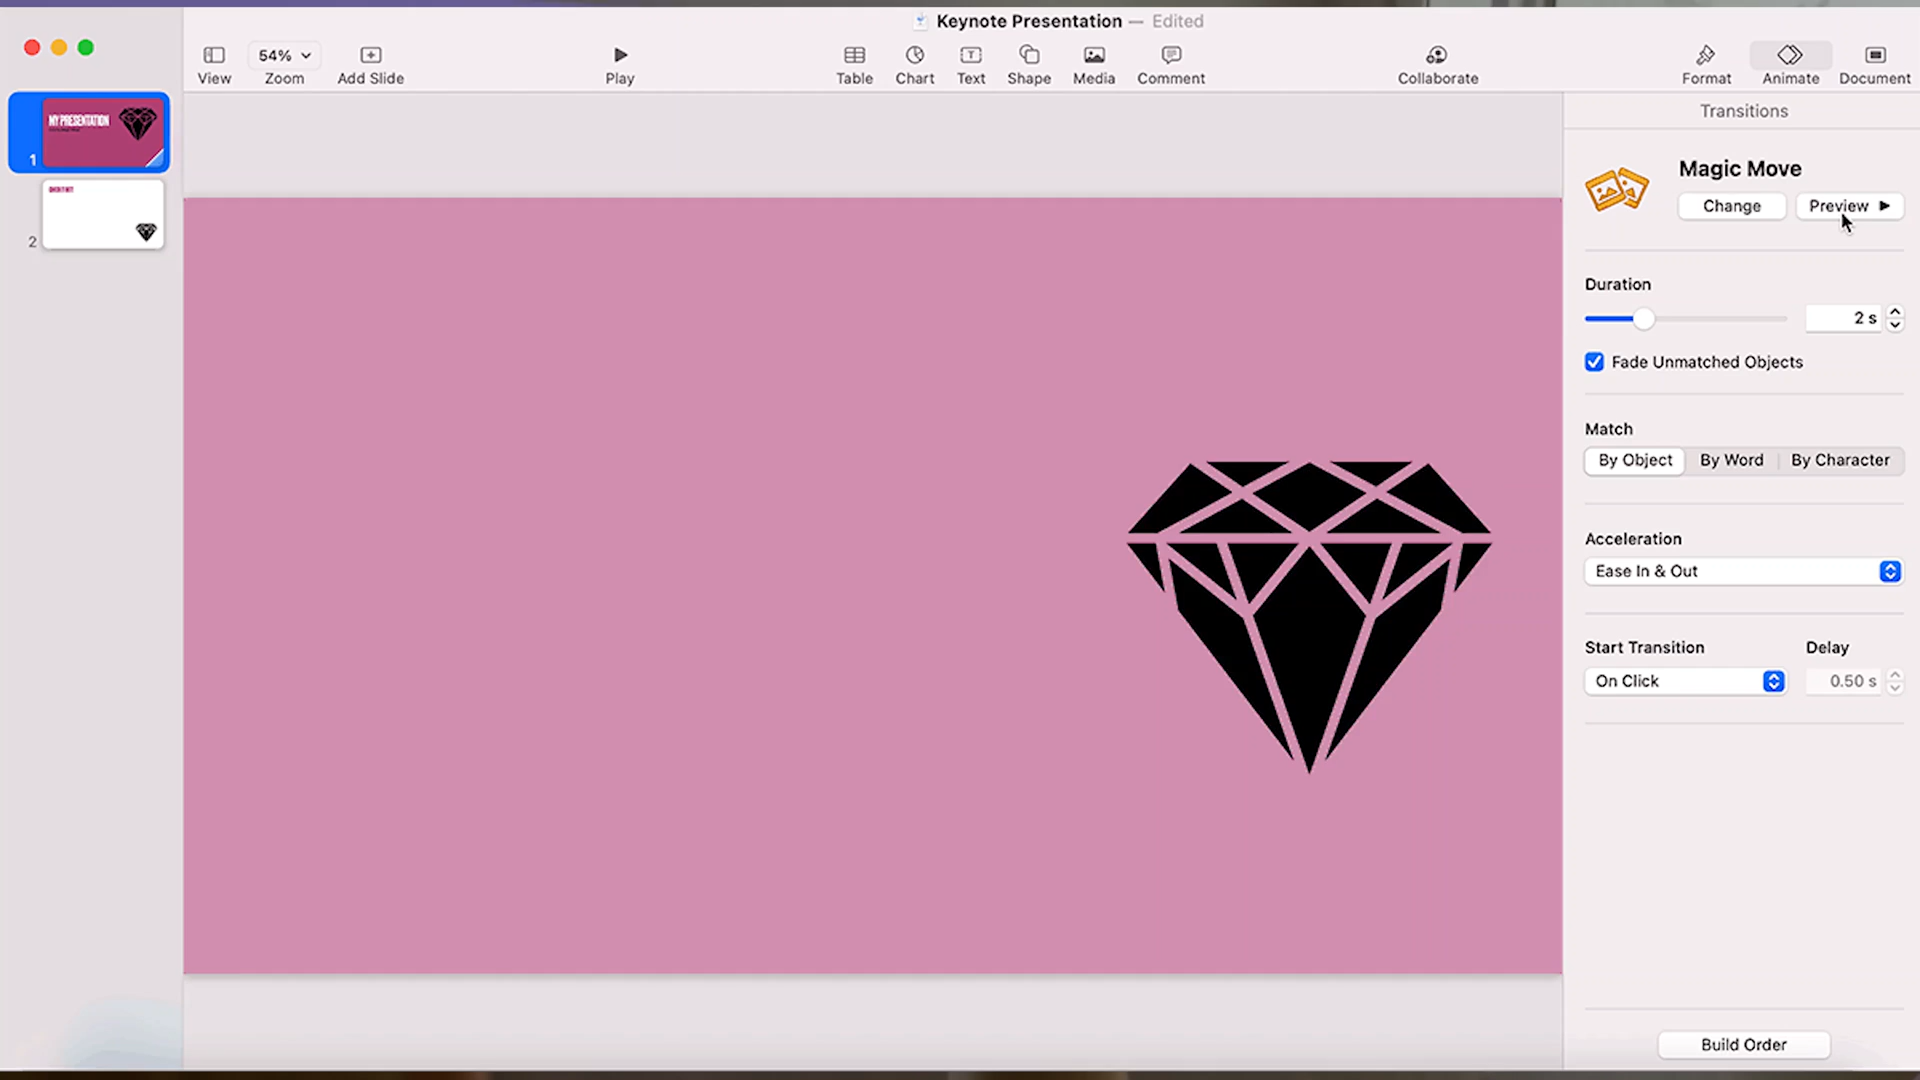 Keynote Presentation — Edited
View
54%
Zoom
Add Slide
Play
Table
Chart
Text
Shape
Media
Comment
Collaborate
Format
Animate
Document
1
MY PRESENTATION
2
Transitions
Magic Move
Change
Preview
Duration
2 s
Fade Unmatched Objects
Match
By Object
By Word
By Character
Acceleration
Ease In & Out
Start Transition
Delay
On Click
0.50 s
Build Order